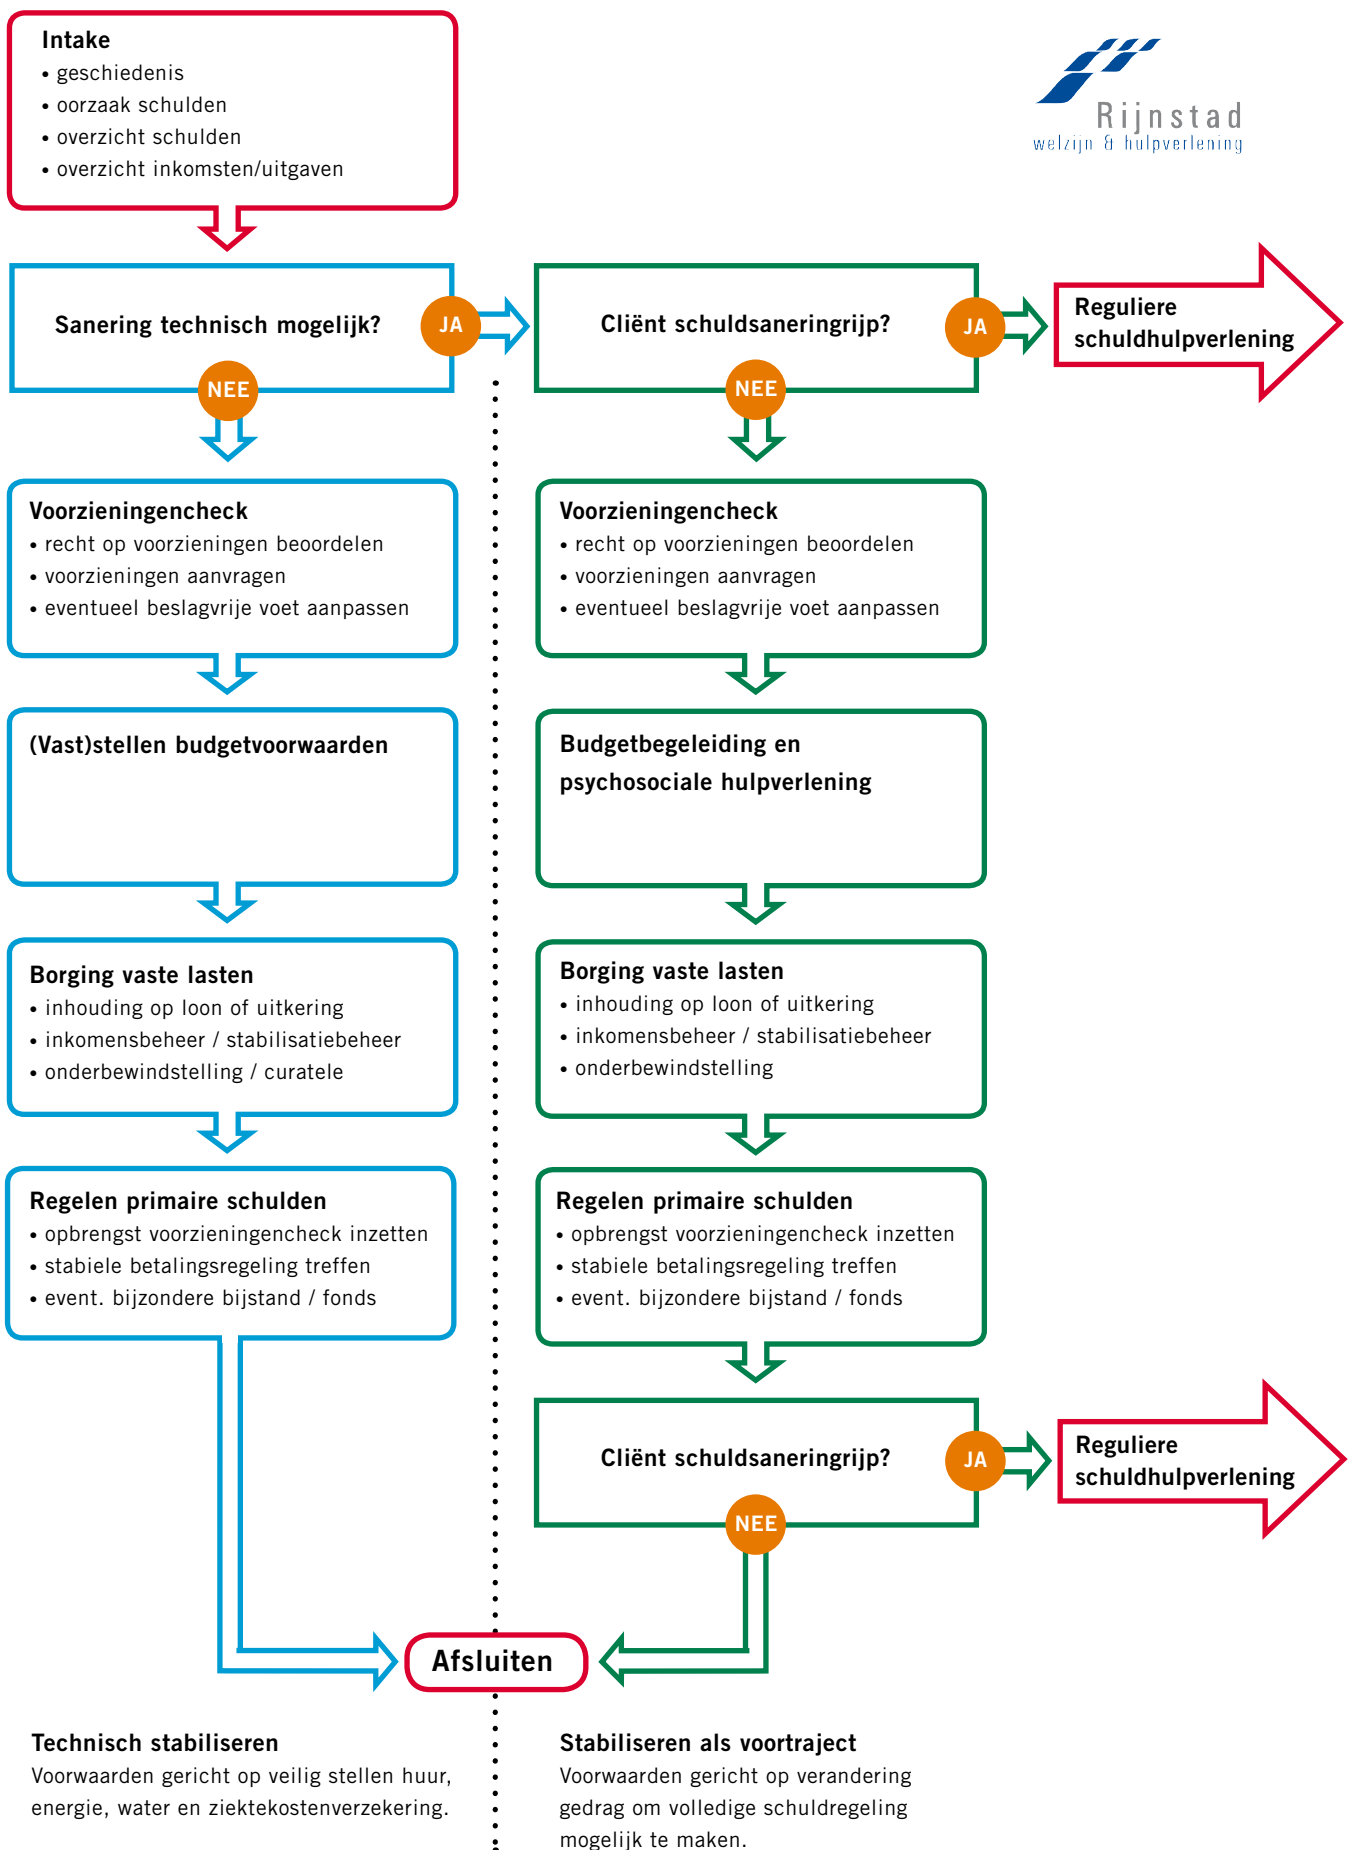 Intake
• geschiedenis
• oorzaak schulden
• overzicht schulden
• overzicht inkomsten/uitgaven
Rijnstad
welzijn & hulpverlening
Sanering technisch mogelijk?
JA
NEE
Cliënt schuldsaneringrijp?
JA
NEE
Reguliere
schuldhulpverlening
Voorzieningencheck
• recht op voorzieningen beoordelen
• voorzieningen aanvragen
• eventueel beslagvrije voet aanpassen
(Vast)stellen budgetvoorwaarden
Borging vaste lasten
• inhouding op loon of uitkering
• inkomensbeheer / stabilisatiebeheer
• onderbewindstelling / curatele
Regelen primaire schulden
• opbrengst voorzieningencheck inzetten
• stabiele betalingsregeling treffen
• event. bijzondere bijstand / fonds
Voorzieningencheck
• recht op voorzieningen beoordelen
• voorzieningen aanvragen
• eventueel beslagvrije voet aanpassen
Budgetbegeleiding en
psychosociale hulpverlening
Borging vaste lasten
• inhouding op loon of uitkering
• inkomensbeheer / stabilisatiebeheer
• onderbewindstelling
Regelen primaire schulden
• opbrengst voorzieningencheck inzetten
• stabiele betalingsregeling treffen
• event. bijzondere bijstand / fonds
Cliënt schuldsaneringrijp?
JA
NEE
Reguliere
schuldhulpverlening
Afsluiten
Technisch stabiliseren
Voorwaarden gericht op veilig stellen huur,
energie, water en ziektekostenverzekering.
Stabiliseren als voortraject
Voorwaarden gericht op verandering
gedrag om volledige schuldregeling
mogelijk te maken.